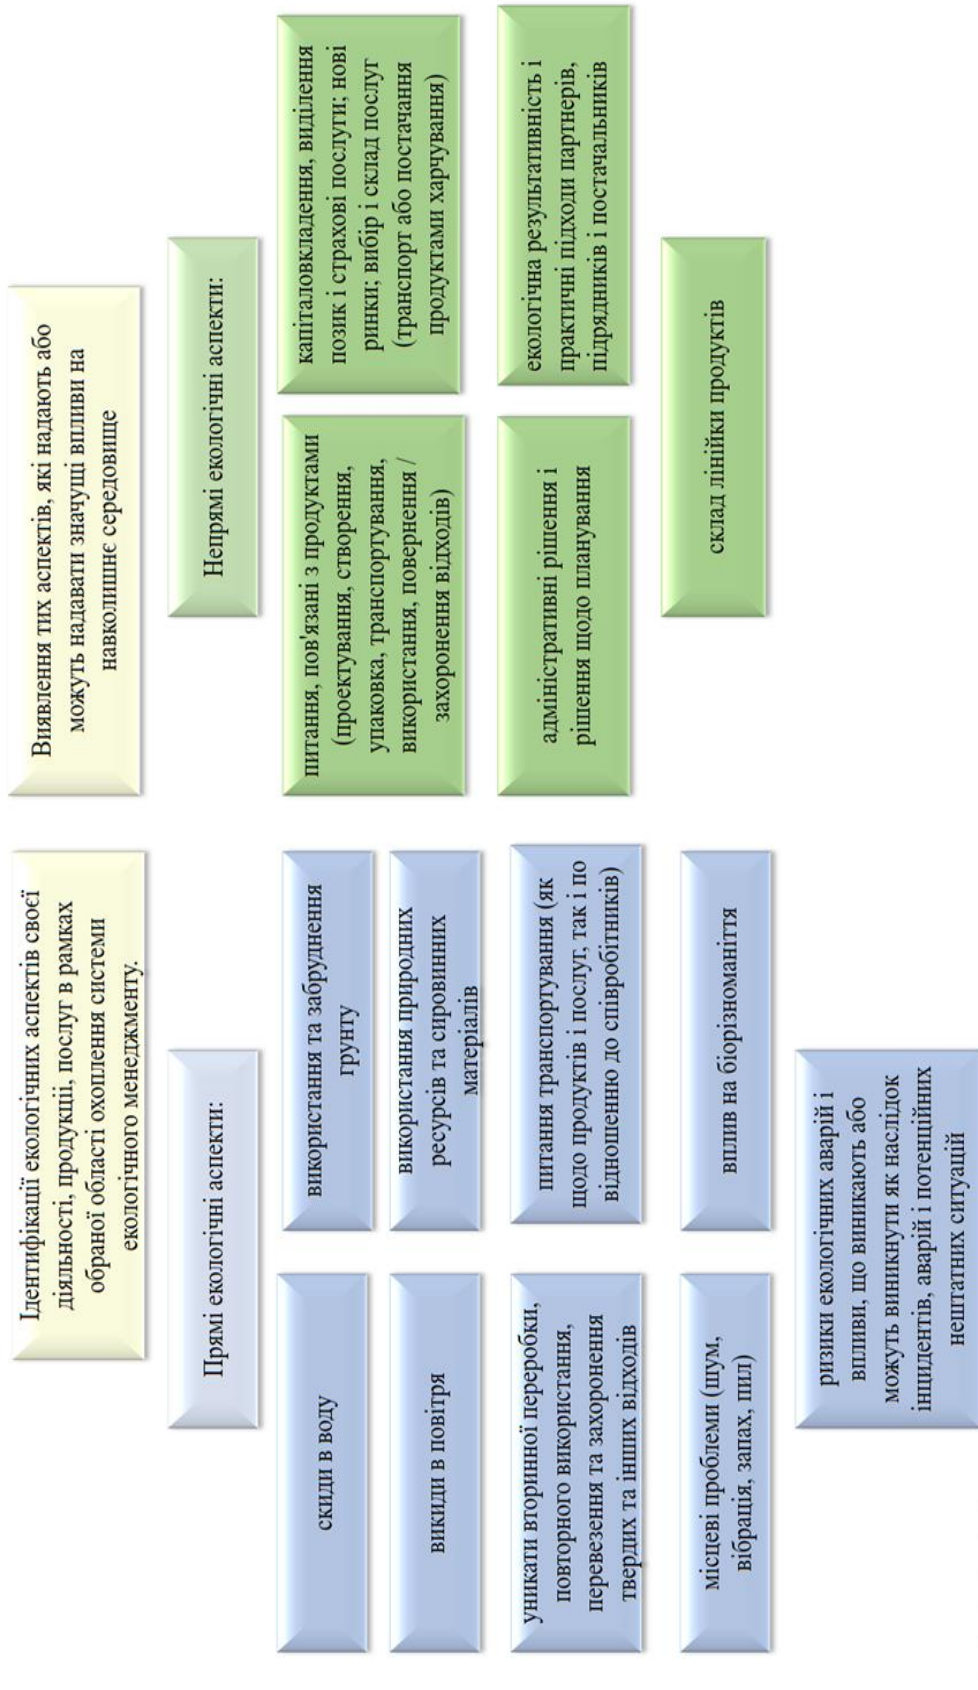 Ідентифікації екологічних аспектів своєї
діяльності, продукції, послуг в рамках
обраної області охоплення системи
екологічного менеджменту.
Виявлення тих аспектів, які надають або
можуть надавати значущі впливи на
навколишнє середовище
Прямі екологічні аспекти:
скиди в воду
використання та забруднення
грунту
викиди в повітря
використання природних
ресурсів та сировинних
матеріалів
уникати вторинної переробки,
повторного використання,
перевезення та захоронення
твердих та інших відходів
питання транспортування (як
щодо продуктів і послуг, так і по
відношенню до співробітників)
місцеві проблеми (шум,
вібрація, запах, пил)
вплив на біорізноманіття
ризики екологічних аварій і
впливи, що виникають або
можуть виникнути як наслідок
інцидентів, аварій і потенційних
нештатних ситуацій
Непрямі екологічні аспекти:
питання, пов'язані з продуктами
(проектування, створення,
упаковка, транспортування,
використання, повернення /
захоронення відходів)
капіталовкладення, виділення
позик і страхові послуги; нові
ринки; вибір і склад послуг
(транспорт або постачання
продуктами харчування)
адміністративні рішення і
рішення щодо планування
екологічна результативність і
практичні підходи партнерів,
підрядників і постачальників
склад лінійки продуктів